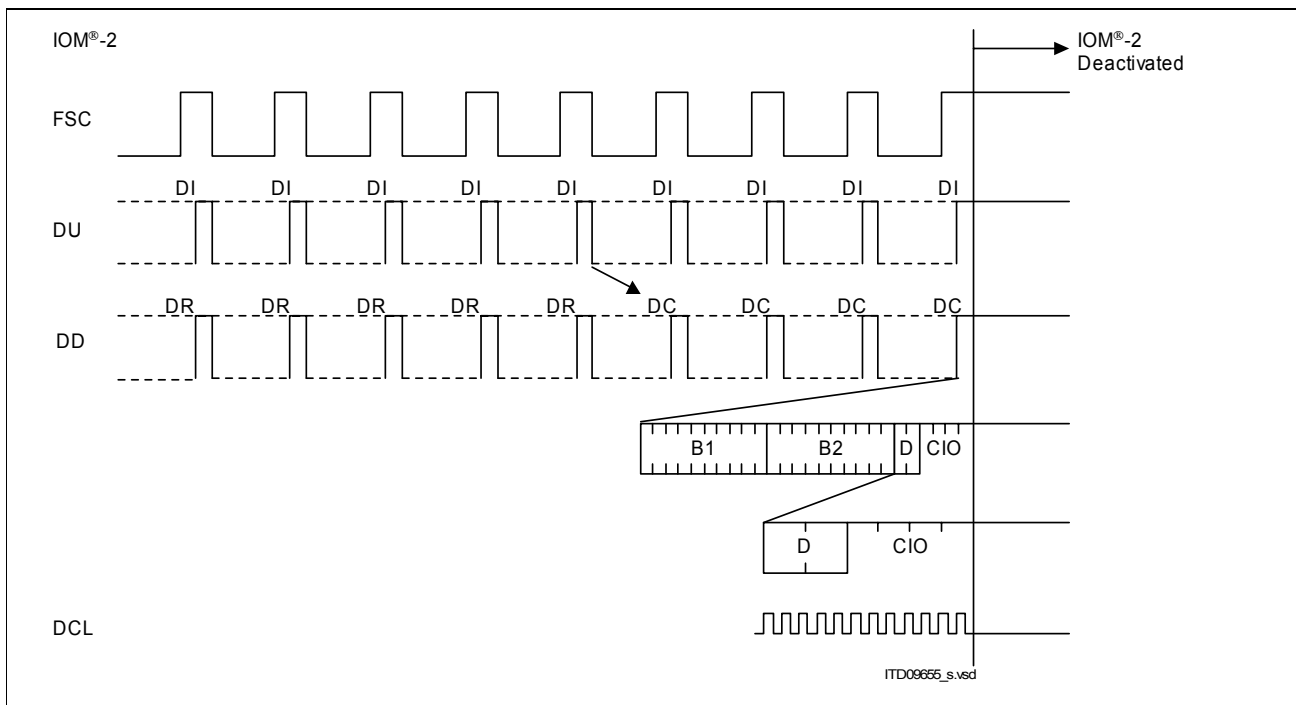 IOM®-2
IOM®-2
Deactivated
FSC
DI DI DI DI DI DI DI DI DI
DU
DR DR DR DR DR DC DC DC DC
DD
B1 B2 D CIO
D CIO
DCL
ITD09655_s.vsd